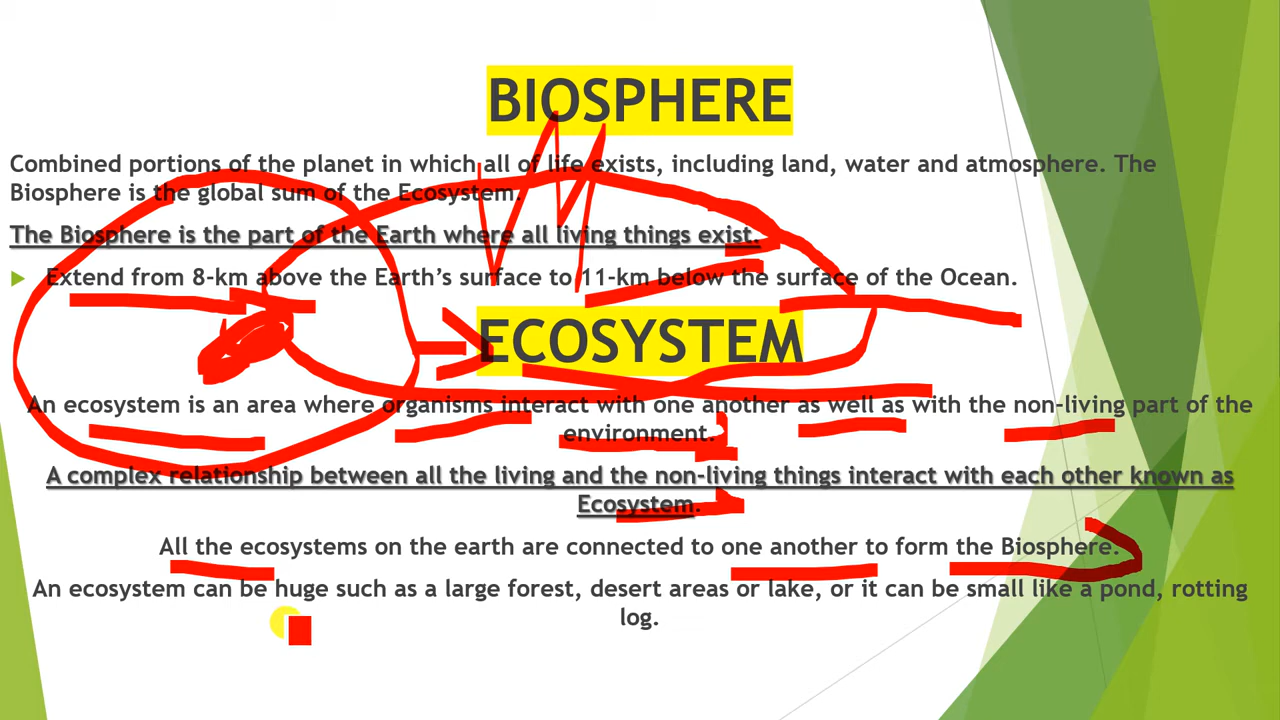 BIOSPHERE
Combined portions of the planet in which all of life exists, including land, water and atmosphere. The
Biosphere is the global sum of the Ecosystem.
The Biosphere is the part of the Earth where all living things exist.
Extend from 8-km above the Earth's surface to 11-km below the surface of the Ocean.
ECOSYSTEM
An ecosystem is an area where organisms interact with one another as well as with the non-living part of the
environment.
A complex relationship between all the living and the non-living things interact with each other known as
Ecosystem.
All the ecosystems on the earth are connected to one another to form the Biosphere.
An ecosystem can be huge such as a large forest, desert areas or lake, or it can be small like a pond, rotting
log.